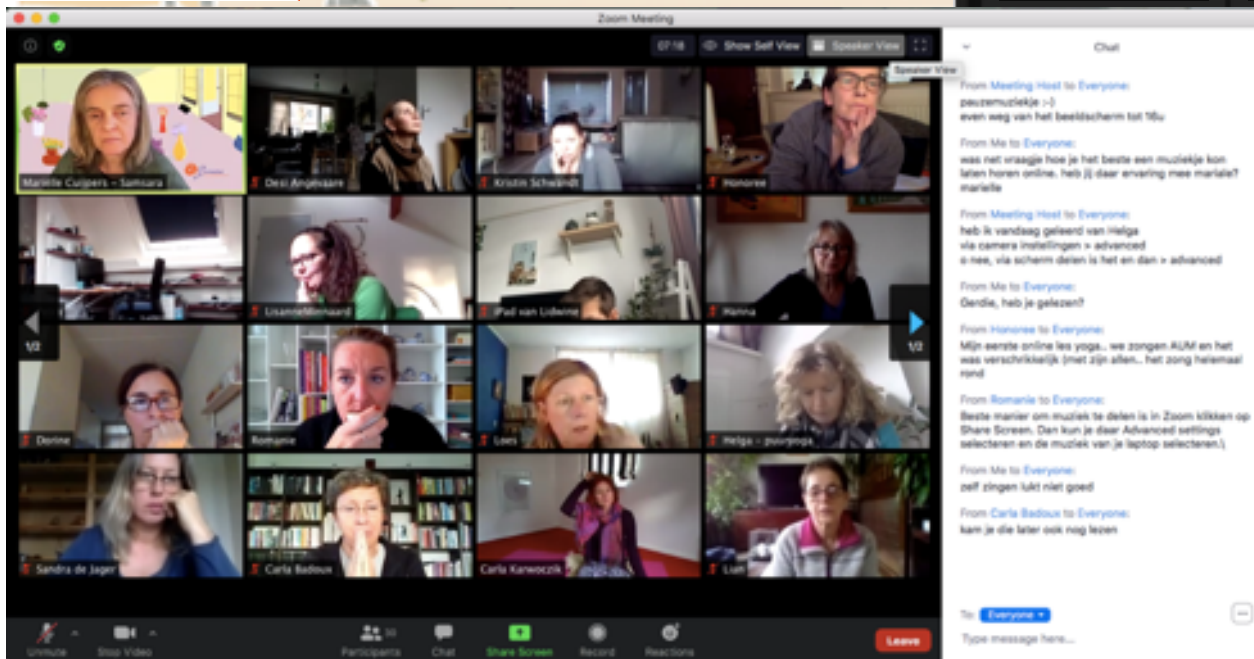 Zoom Meeting
07:18
Show Self View
Speaker View
Speaker View
Marielle Cuijpers - Samsara
Desi Angevaare
Kristin Schwandt
Honoree
LisanneMinnaard
iPad van Lidwine
Hanna
1/2
1/2
Dorine
Romanie
Loes
Helga - puuryoga
Sandra de Jager
Carla Badoux
Carla Karwoczik
Lian
Unmute
Stop Video
Participants
30
Chat
Share Screen
Record
Reactions
Leave
Chat
From Meeting Host to Everyone:
pauzemuziekje :-)
even weg van het beeldscherm tot 16u
From Me to Everyone:
was net vraagje hoe je het beste een muziekje kon
laten horen online. heb jij daar ervaring mee mariale?
marielle
From Meeting Host to Everyone:
heb ik vandaag geleerd van Helga
via camera instellingen > advanced
o nee, via scherm delen is het en dan > advanced
From Me to Everyone:
Gerdie, heb je gelezen?
From Honoree to Everyone:
Mijn eerste online les yoga.. we zongen AUM en het
was verschrikkelijk (met zijn allen.. het zong helemaal
rond
From Romanie to Everyone:
Beste manier om muziek te delen is in Zoom klikken op
Share Screen. Dan kun je daar Advanced settings
selecteren en de muziek van je laptop selecteren.\
From Me to Everyone:
zelf zingen lukt niet goed
From Carla Badoux to Everyone:
kam je die later ook nog lezen
To: Everyone
Type message here...